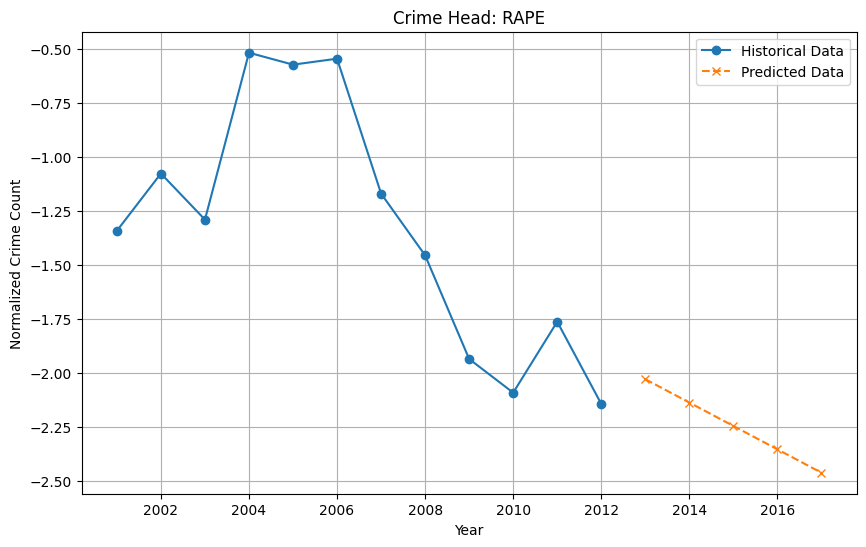 Crime Head: RAPE
Historical Data
Predicted Data
Normalized Crime Count
−0.50
−0.75
−1.00
−1.25
−1.50
−1.75
−2.00
−2.25
−2.50
2002 2004 2006 2008 2010 2012 2014 2016
Year